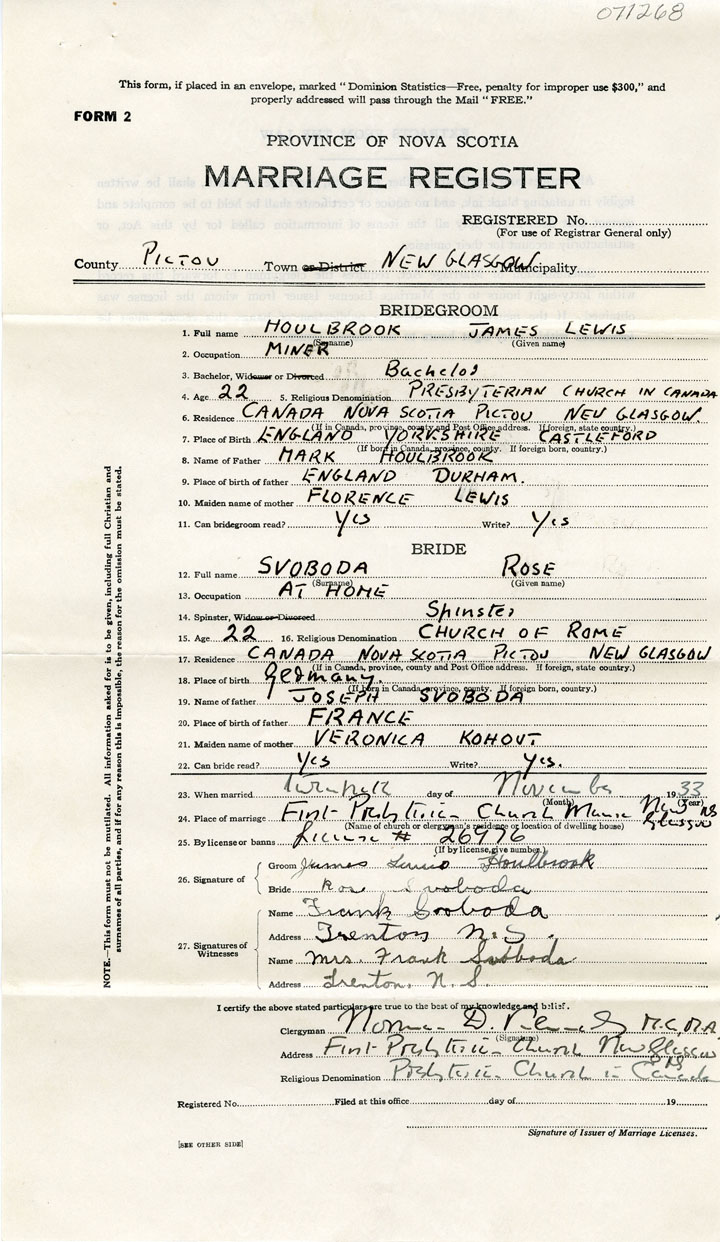 071268
This form, if placed in an envelope, marked "Dominion Statistics—Free, penalty for improper use $300," and
properly addressed will pass through the Mail "FREE."
FORM 2
PROVINCE OF NOVA SCOTIA
MARRIAGE REGISTER
REGISTERED No.
(For use of Registrar General only)
County PICTOU Town or District NEW GLASGOW Municipality
BRIDEGROOM
1. Full name HOULBROOK JAMES LEWIS
(Surname) (Given name)
2. Occupation MINER
3. Bachelor, Widower or Divorced Bachelor
4. Age 22 5. Religious Denomination PRESBYTERIAN CHURCH IN CANADA
6. Residence CANADA NOVA SCOTIA PICTOU NEW GLASGOW.
(If in Canada, province, county and Post Office address. If foreign, state country.)
7. Place of Birth ENGLAND YORKSHIRE CASTLEFORD
(If born in Canada, province, county. If foreign born, country.)
8. Name of Father MARK HOULBROOK
9. Place of birth of father ENGLAND DURHAM.
10. Maiden name of mother FLORENCE LEWIS
11. Can bridegroom read? Yes Write? Yes
BRIDE
12. Full name SVOBODA ROSE
(Surname) (Given name)
13. Occupation AT HOME
14. Spinster, Widow or Divorced Spinster
15. Age 22 16. Religious Denomination CHURCH OF ROME
17. Residence CANADA NOVA SCOTIA PICTOU NEW GLASGOW
(If in Canada, province, county and Post Office address. If foreign, state country.)
18. Place of birth Germany.
(If born in Canada, province, county. If foreign born, country.)
19. Name of father JOSEPH SVOBODA
20. Place of birth of father FRANCE
21. Maiden name of mother VERONICA KOHOUT
22. Can bride read? Yes Write? Yes.
23. When married day of November 1933
(Month) (Year)
24. Place of marriage First Presbyterian Church Manse New Glasgow NS
(Name of church or clergyman's residence or location of dwelling house)
25. By license or banns License # 26976
(If by license, give number.)
26. Signature of
Groom James Lewis Houlbrook
Bride Rose Svoboda
27. Signatures of Witnesses
Name Frank Svoboda
Address Trenton N.S.
Name Mrs. Frank Svoboda
Address Trenton, N.S.
I certify the above stated particulars are true to the best of my knowledge and belief.
Clergyman Norman D. M.C, M.A
(Signature)
Address First Presbyterian Church New Glasgow NS
Religious Denomination Presbyterian Church in Canada
Registered No. Filed at this office day of 19
Signature of Issuer of Marriage Licenses.
[SEE OTHER SIDE]
NOTE.—This form must not be mutilated. All information asked for is to be given, including full Christian and
surnames of all parties, and if for any reason this is impossible, the reason for the omission must be stated.